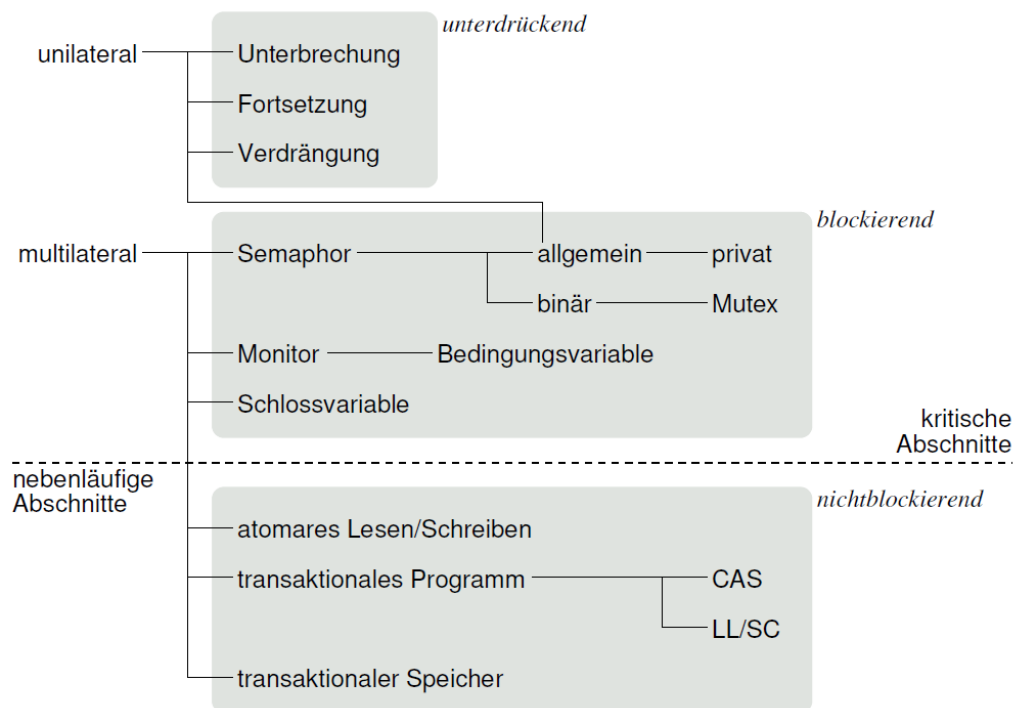 unterdrückend
unilateral Unterbrechung
Fortsetzung
Verdrängung
blockierend
multilateral Semaphor allgemein privat
binär Mutex
Monitor Bedingungsvariable
Schlossvariable
kritische
Abschnitte
nebenläufige
Abschnitte
nichtblockierend
atomares Lesen/Schreiben
transaktionales Programm CAS
LL/SC
transaktionaler Speicher